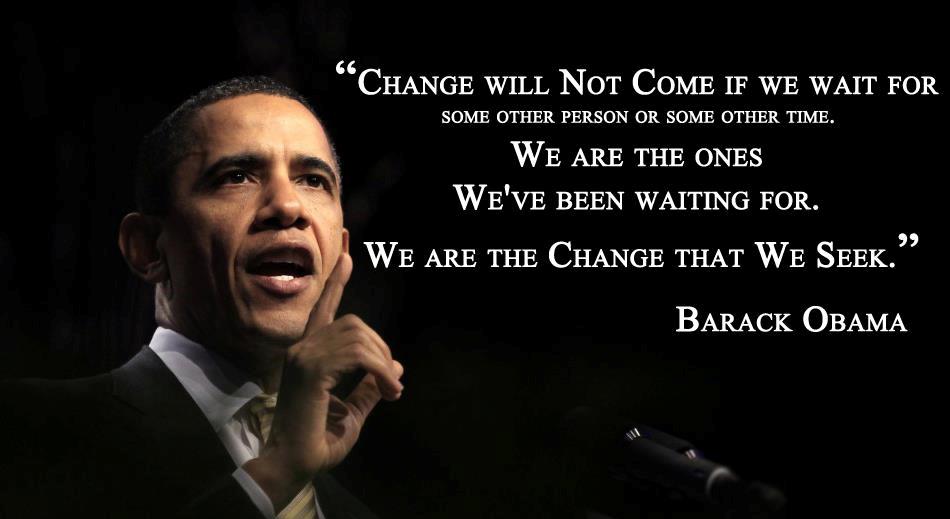 “Change will Not Come if we wait for
some other person or some other time.
We are the ones
We've been waiting for.
We are the Change that We Seek.”
Barack Obama